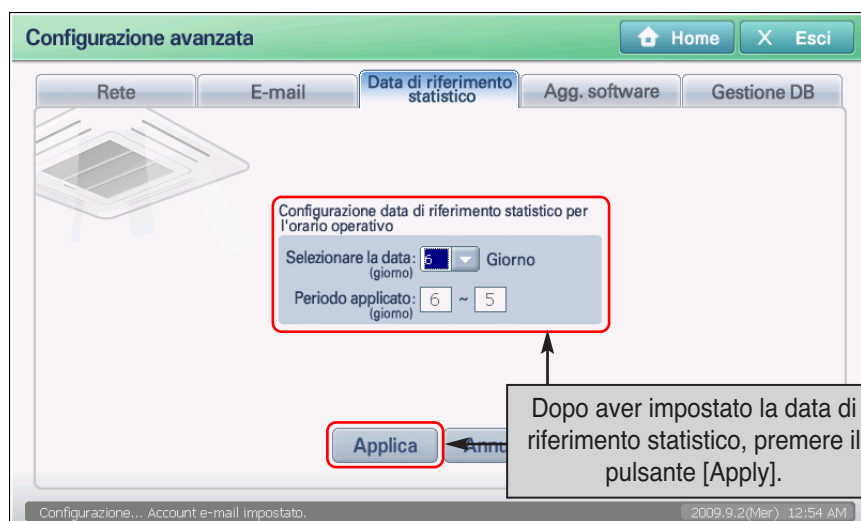 Configurazione avanzata
Home
X Esci
Rete
E-mail
Data di riferimento
statistico
Agg. software
Gestione DB
Configurazione data di riferimento statistico per
l'orario operativo
Selezionare la data: 6 Giorno
(giorno)
Periodo applicato: 6 ~ 5
(giorno)
Applica
Dopo aver impostato la data di
riferimento statistico, premere il
pulsante [Apply].
Configurazione... Account e-mail impostato.
2009.9.2(Mer) 12:54 AM